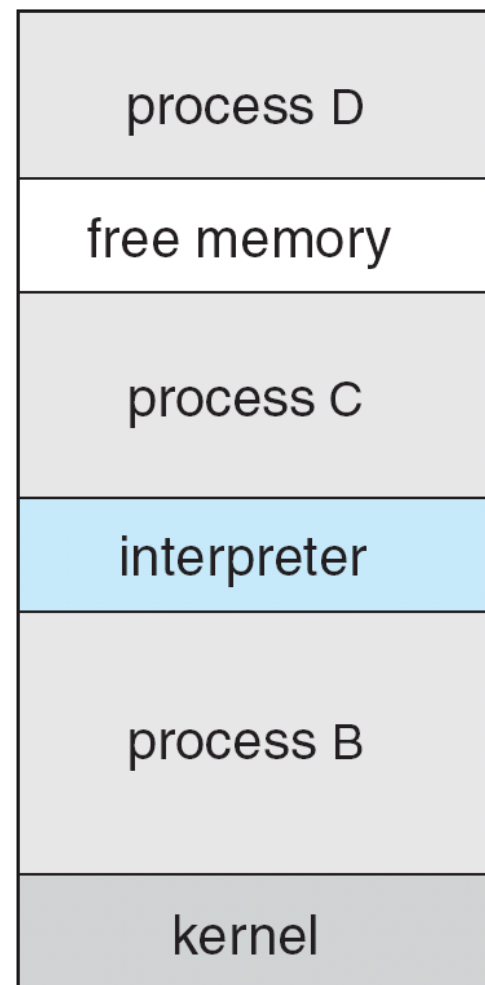 process D
free memory
process C
interpreter
process B
kernel